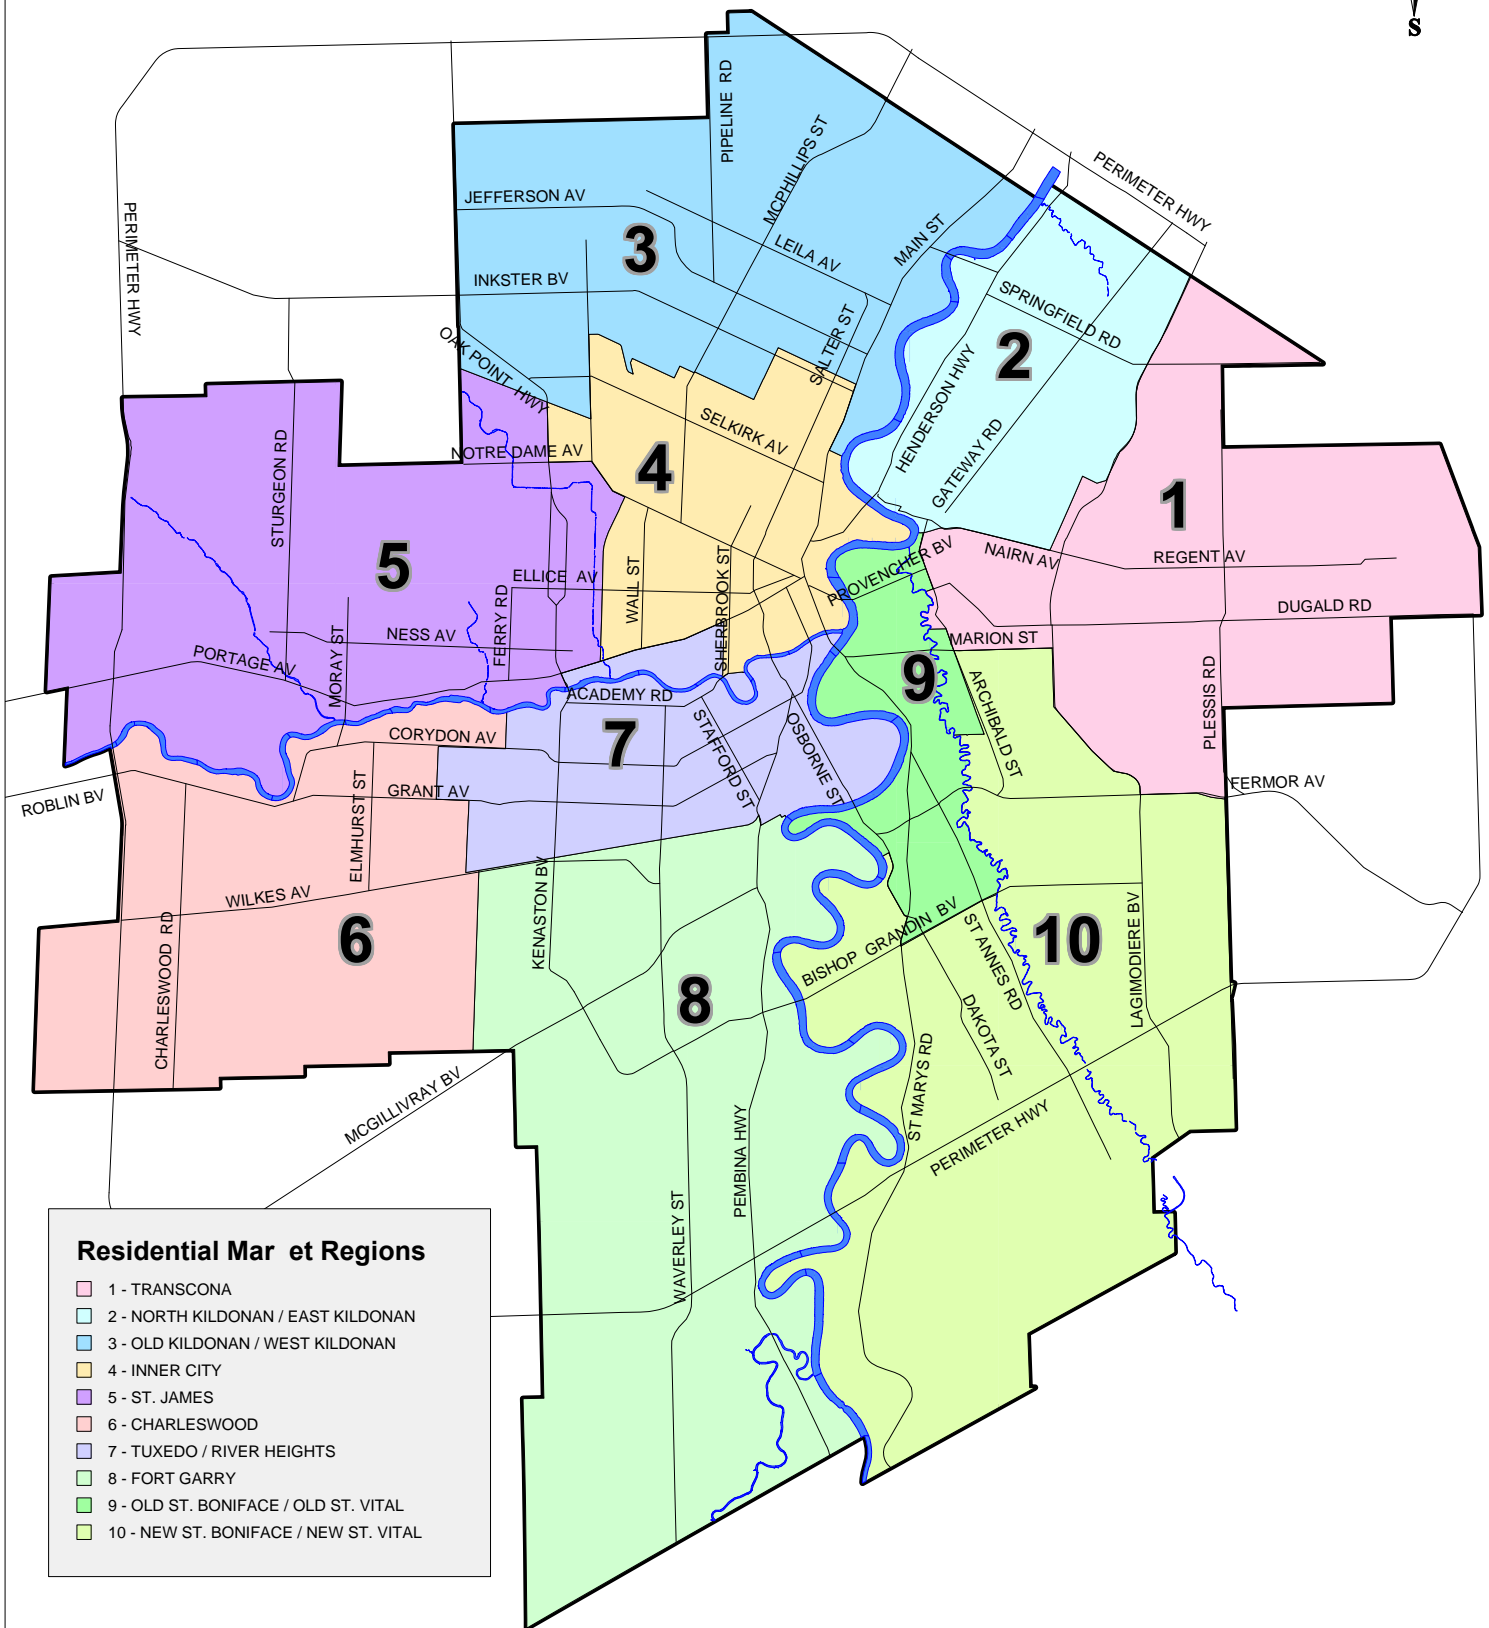 S
PIPELINE RD
MCPHILLIPS ST
PERIMETER HWY
JEFFERSON AV
PERIMETER HWY
3
LEILA AV
MAIN ST
INKSTER BV
SPRINGFIELD RD
OAK POINT HWY
SALTER ST
2
HENDERSON HWY
SELKIRK AV
GATEWAY RD
NOTRE DAME AV
4
STURGEON RD
1
5
NAIRN AV
REGENT AV
PROVENCHER BV
ELLICE AV
WALL ST
SHERBROOK ST
FERRY RD
DUGALD RD
NESS AV
MARION ST
MORAY ST
PORTAGE AV
9
ARCHIBALD ST
PLESSIS RD
ACADEMY RD
STAFFORD ST
OSBORNE ST
7
CORYDON AV
ROBLIN BV
GRANT AV
FERMOR AV
ELMHURST ST
WILKES AV
KENASTON BV
CHARLESWOOD RD
6
BISHOP GRANDIN BV
ST ANNES RD
10
LAGIMODIERE BV
8
DAKOTA ST
ST MARYS RD
MCGILLIVRAY BV
PERIMETER HWY
PEMBINA HWY
WAVERLEY ST
Residential Mar et Regions
1 - TRANSCONA
2 - NORTH KILDONAN / EAST KILDONAN
3 - OLD KILDONAN / WEST KILDONAN
4 - INNER CITY
5 - ST. JAMES
6 - CHARLESWOOD
7 - TUXEDO / RIVER HEIGHTS
8 - FORT GARRY
9 - OLD ST. BONIFACE / OLD ST. VITAL
10 - NEW ST. BONIFACE / NEW ST. VITAL